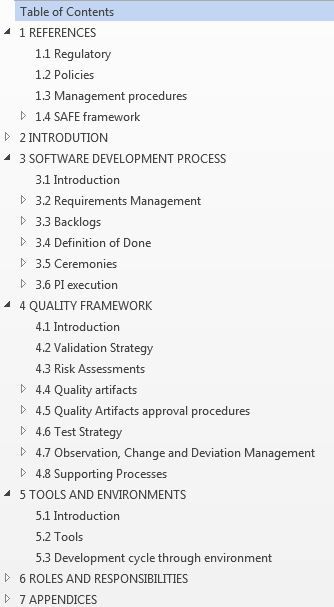 Table of Contents
1 REFERENCES
1.1 Regulatory
1.2 Policies
1.3 Management procedures
1.4 SAFE framework
2 INTRODUTION
3 SOFTWARE DEVELOPMENT PROCESS
3.1 Introduction
3.2 Requirements Management
3.3 Backlogs
3.4 Definition of Done
3.5 Ceremonies
3.6 PI execution
4 QUALITY FRAMEWORK
4.1 Introduction
4.2 Validation Strategy
4.3 Risk Assessments
4.4 Quality artifacts
4.5 Quality Artifacts approval procedures
4.6 Test Strategy
4.7 Observation, Change and Deviation Management
4.8 Supporting Processes
5 TOOLS AND ENVIRONMENTS
5.1 Introduction
5.2 Tools
5.3 Development cycle through environment
6 ROLES AND RESPONSIBILITIES
7 APPENDICES